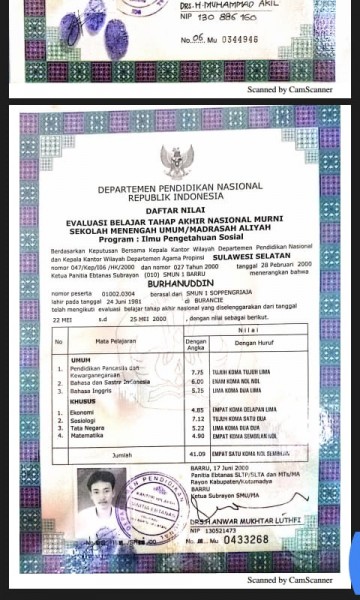 DRS.H.MUHAMMAD AKIL
NIP 130 886 160
No.06. Mu 0344946
Scanned by CamScanner
DEPARTEMEN PENDIDIKAN NASIONAL
REPUBLIK INDONESIA
DAFTAR NILAI
EVALUASI BELAJAR TAHAP AKHIR NASIONAL MURNI
SEKOLAH MENENGAH UMUM/MADRASAH ALIYAH
Program : Ilmu Pengetahuan Sosial
Berdasarkan Keputusan Bersama Kepala Kantor Wilayah Departemen Pendidikan Nasional
dan Kepala Kantor Wilayah Departemen Agama Propinsi SULAWESI SELATAN
nomor 047/Kep/I06 /HK/2000 dan nomor 027 Tahun 2000 tanggal 28 Pebruari 2000
Ketua Panitia Ebtanas (010) SMUN 1 BARRU menerangkan bahwa
BURHANUDDIN
nomor peserta 01002.0304 berasal dari SMUN 1 SOPPENGRIAJA
lahir pada tanggal 24 Juni 1981 di BURANCIE
telah mengikuti evaluasi belajar tahap akhir nasional yang diselenggarakan dari tanggal
22 MEI s.d 25 MEI 2000 , dengan nilai sebagai berikut.
No Mata Pelajaran Nilai
Dengan Angka Dengan Huruf
UMUM
1. Pendidikan Pancasila dan Kewarganegaraan 7.75 TUJUH KOMA TUJUH LIMA
2. Bahasa dan Sastra Indonesia 6.00 ENAM KOMA NOL NOL
3. Bahasa Inggris LIMA KOMA DUA LIMA
KHUSUS
1. Ekonomi 4.85 EMPAT KOMA DELAPAN LIMA
2. Sosiologi 7.12 TUJUH KOMA SATU DUA
3. Tata Negara 5.22 LIMA KOMA DUA DUA
4. Matematika 4.90 EMPAT KOMA SEMBILAN NOL
Jumlah 41.09 EMPAT SATU KOMA NOL SEMBILAN
BARRU, 17 Juni 2000
Panitia Ebtanas SLTP/SLTA dan MTs/MA
Rayon Kabupaten/Kotamadya
BARRU
Ketua Subrayon SMU/MA
DRS.H.ANWAR MUKHTAR LUTHFI
NIP 130521473
Mu 0433268
Scanned by CamScanner